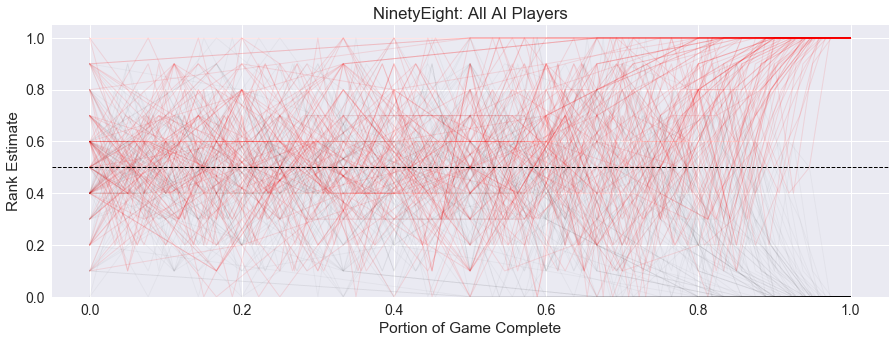 NinetyEight: All AI Players
1.0
0.8
0.6
0.4
0.2
0.0
Rank Estimate
0.0 0.2 0.4 0.6 0.8 1.0
Portion of Game Complete